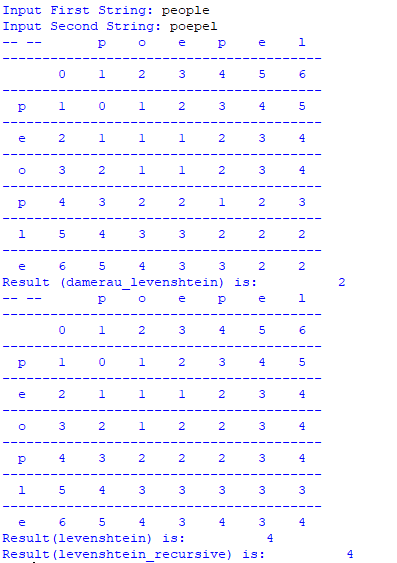 Input First String: people
Input Second String: poepel
-- -- p o e p e l
----------------------------------------
0 1 2 3 4 5 6
----------------------------------------
p 1 0 1 2 3 4 5
----------------------------------------
e 2 1 1 1 2 3 4
----------------------------------------
o 3 2 1 1 2 3 4
----------------------------------------
p 4 3 2 2 1 2 3
----------------------------------------
l 5 4 3 3 2 2 2
----------------------------------------
e 6 5 4 3 3 2 2
Result (damerau_levenshtein) is: 2
-- -- p o e p e l
----------------------------------------
0 1 2 3 4 5 6
----------------------------------------
p 1 0 1 2 3 4 5
----------------------------------------
e 2 1 1 1 2 3 4
----------------------------------------
o 3 2 1 2 2 3 4
----------------------------------------
p 4 3 2 2 2 3 4
----------------------------------------
l 5 4 3 3 3 3 3
----------------------------------------
e 6 5 4 3 4 3 4
Result(levenshtein) is: 4
Result(levenshtein_recursive) is: 4